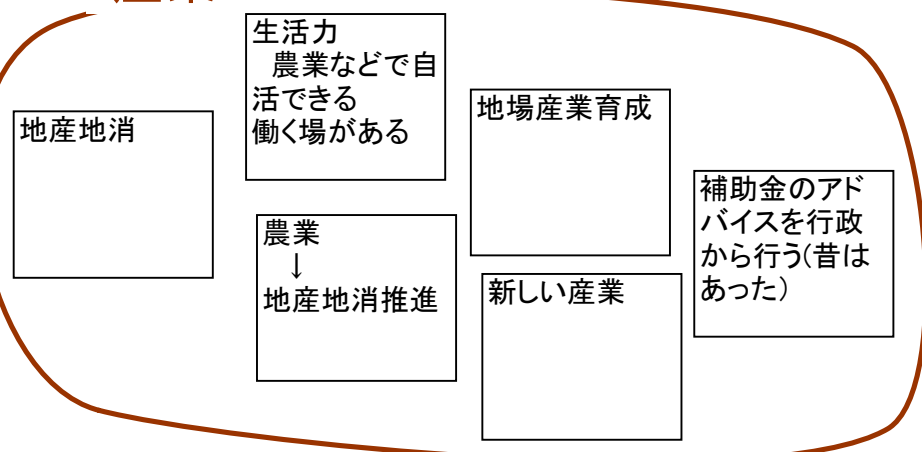 産業
生活力
農業などで自
活できる
働く場がある
地産地消
地場産業育成
補助金のアド
バイスを行政
から行う(昔は
あった)
農業
↓
地産地消推進
新しい産業